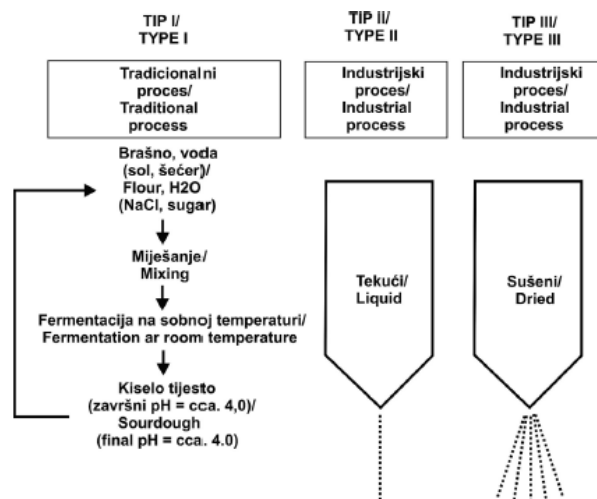 TIP I/
TYPE I
TIP II/
TYPE II
TIP III/
TYPE III
Tradicionalni
proces/
Traditional
process
Industrijski
proces/
Industrial
process
Industrijski
proces/
Industrial
process
Brašno, voda
(sol, šećer)/
Flour, H2O
(NaCl, sugar)
Miješanje/
Mixing
Fermentacija na sobnoj temperaturi/
Fermentation ar room temperature
Kiselo tijesto
(završni pH = cca. 4,0)/
Sourdough
(final pH = cca. 4.0)
Tekući/
Liquid
Sušeni/
Dried